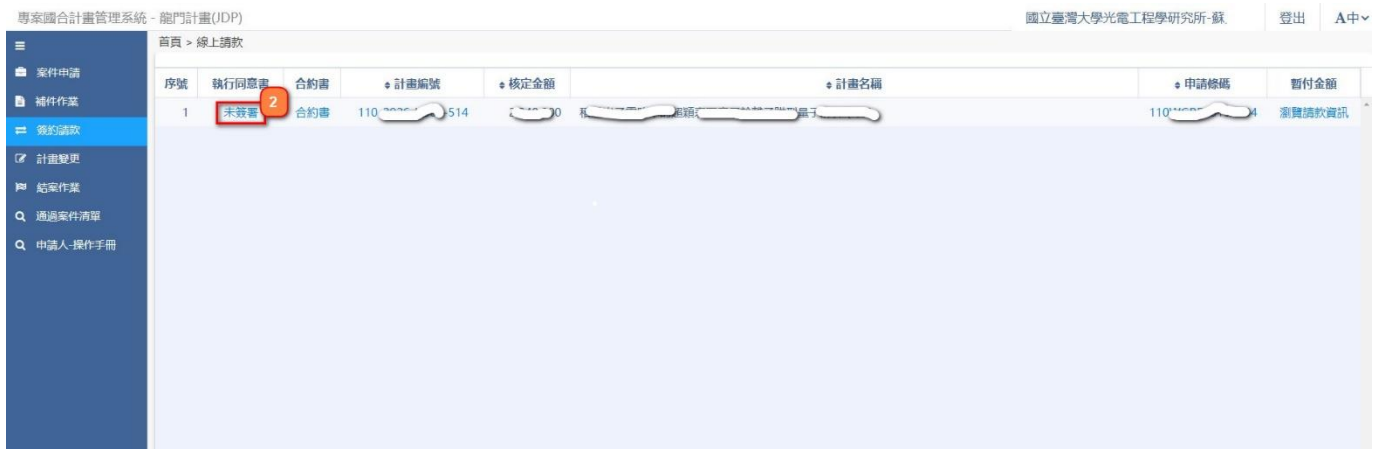 專案國合計畫管理系統 - 龍門計畫(JDP) 國立臺灣大學光電工程學研究所-蘇 登出 A中
首頁 > 線上請款
案件申請
補件作業
簽約請款
計畫變更
結案作業
通過案件清單
申請人-操作手冊
序號 執行同意書 合約書 計畫編號 核定金額 計畫名稱 申請條碼 暫付金額
1 未簽署 2 合約書 110 514 00 110 4 瀏覽請款資訊